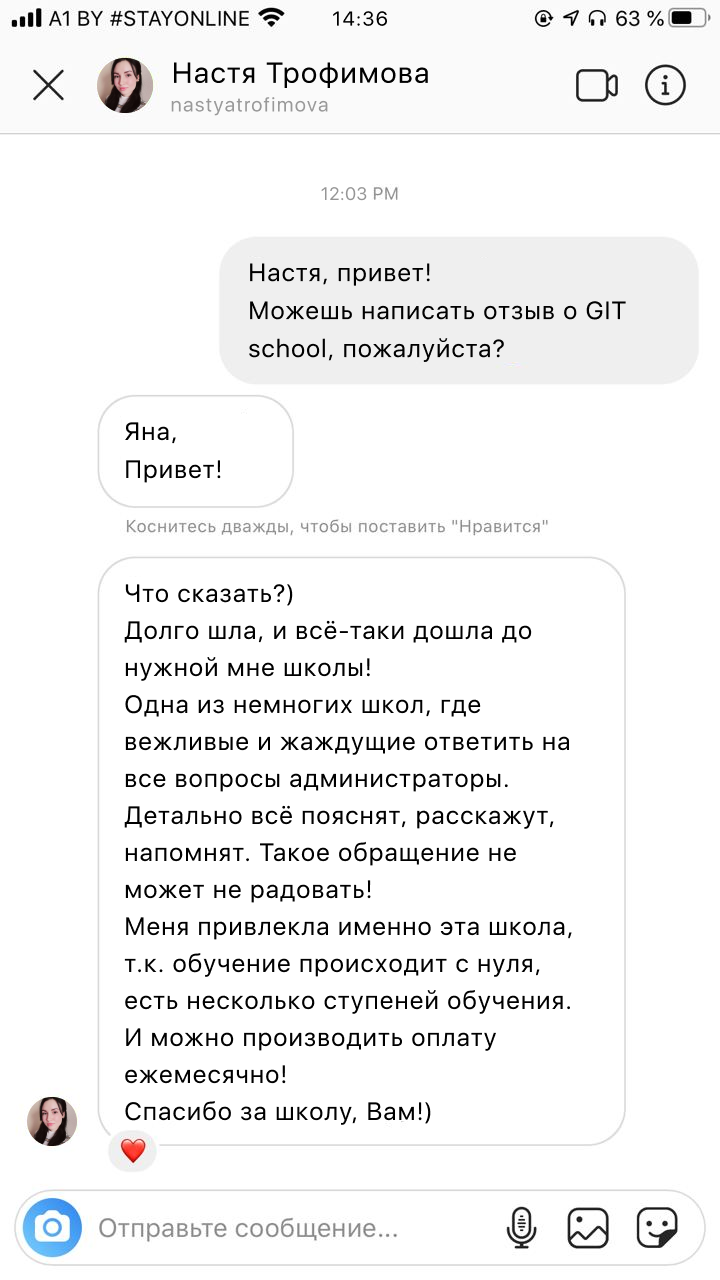 A1 BY #STAYONLINE 14:36 63 %
Настя Трофимова
nastyatrofimova
12:03 PM
Настя, привет!
Можешь написать отзыв о GIT
school, пожалуйста?
Яна,
Привет!
Коснитесь дважды, чтобы поставить "Нравится"
Что сказать?)
Долго шла, и всё-таки дошла до
нужной мне школы!
Одна из немногих школ, где
вежливые и жаждущие ответить на
все вопросы администраторы.
Детально всё пояснят, расскажут,
напомнят. Такое обращение не
может не радовать!
Меня привлекла именно эта школа,
т.к. обучение происходит с нуля,
есть несколько ступеней обучения.
И можно производить оплату
ежемесячно!
Спасибо за школу, Вам!)
Отправьте сообщение...